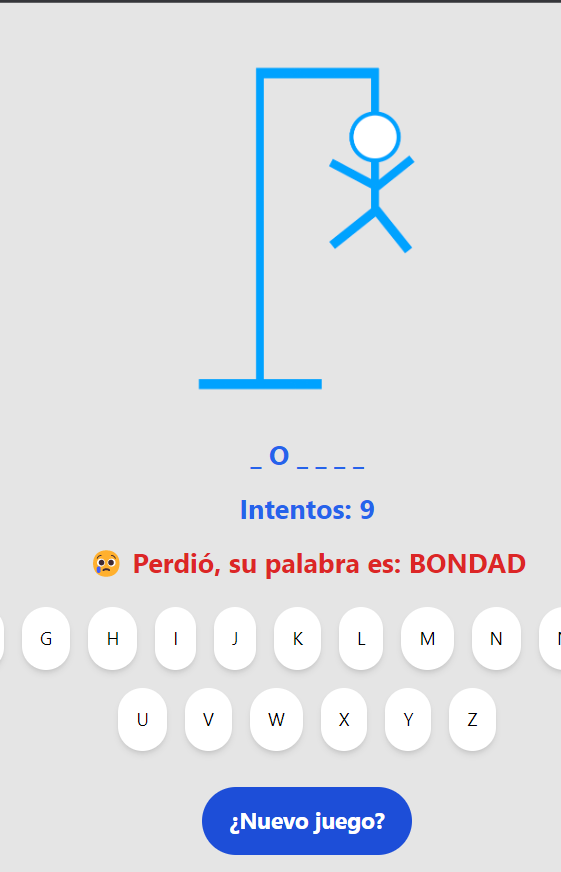 _ O _ _ _ _
Intentos: 9
😢 Perdió, su palabra es: BONDAD
G H I J K L M N
U V W X Y Z
¿Nuevo juego?